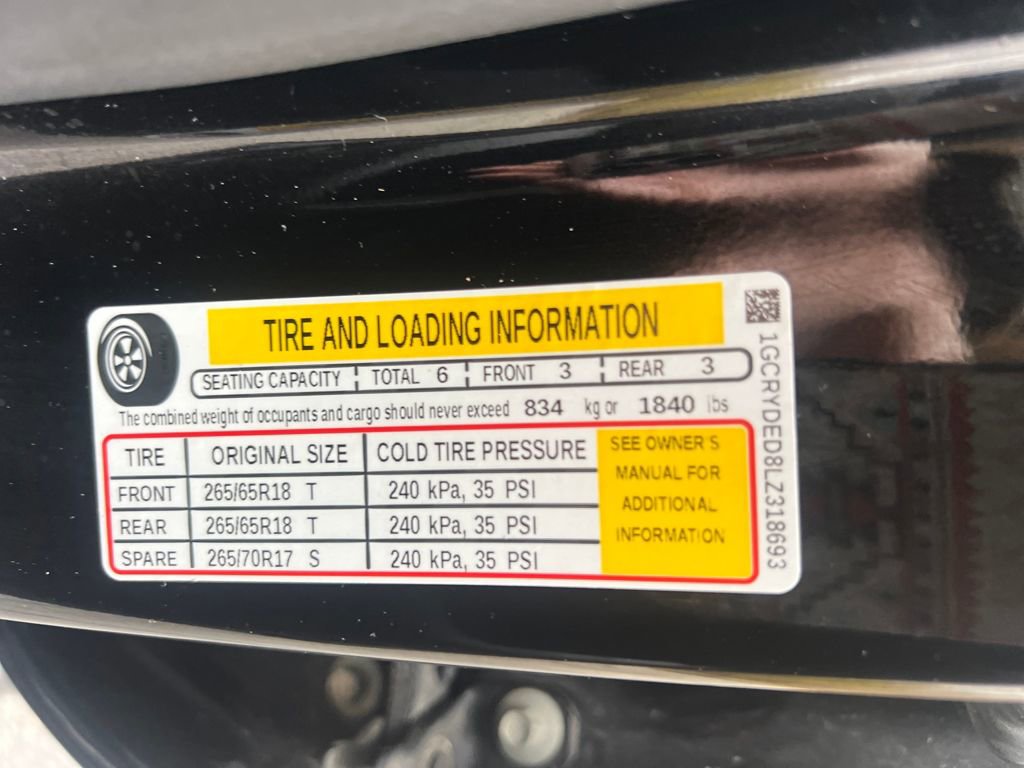 TIRE AND LOADING INFORMATION
SEATING CAPACITY TOTAL 6 FRONT 3 REAR 3
The combined weight of occupants and cargo should never exceed 834 kg or 1840 lbs
TIRE ORIGINAL SIZE COLD TIRE PRESSURE
FRONT 265/65R18 T 240 kPa, 35 PSI
REAR 265/65R18 T 240 kPa, 35 PSI
SPARE 265/70R17 S 240 kPa, 35 PSI
SEE OWNER'S
MANUAL FOR
ADDITIONAL
INFORMATION
1GCRYDED8LZ318693